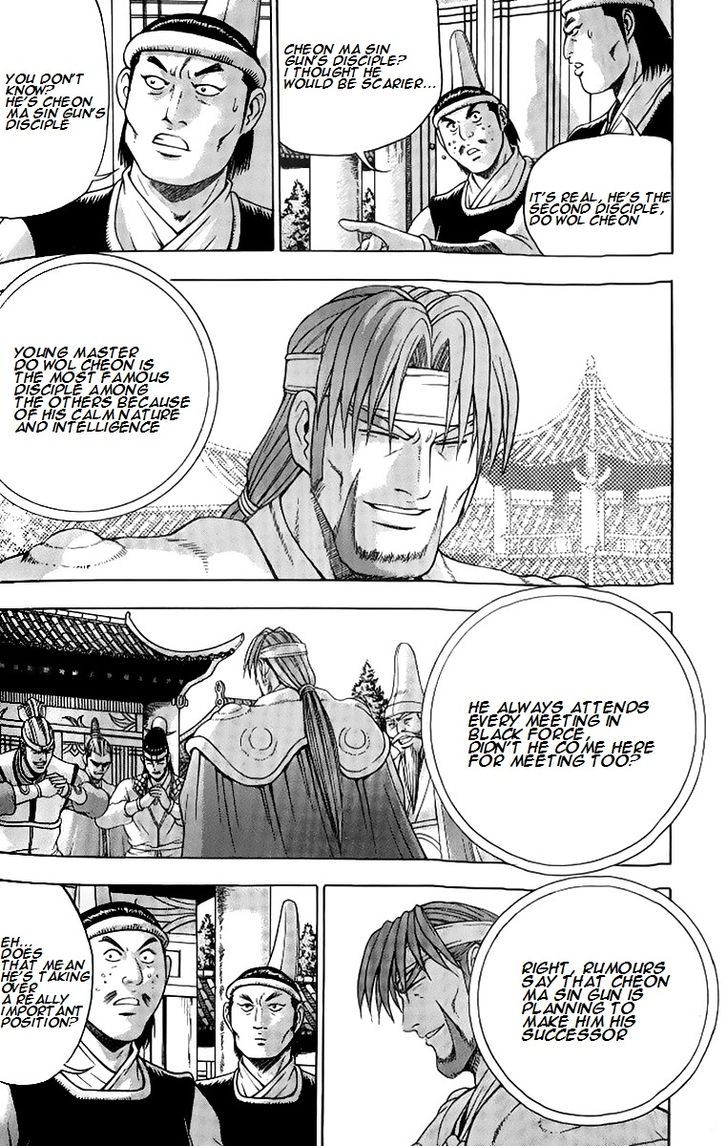 YOU DON'T
KNOW?
HE'S CHEON
MA SIN GUN'S
DISCIPLE
CHEON MA SIN
GUN'S DISCIPLE?
I THOUGHT HE
WOULD BE SCARIER...
IT'S REAL, HE'S THE
SECOND DISCIPLE,
DO WOL CHEON
YOUNG MASTER
DO WOL CHEON IS
THE MOST FAMOUS
DISCIPLE AMONG
THE OTHERS BECAUSE
OF HIS CALM NATURE
AND INTELLIGENCE
HE ALWAYS ATTENDS
EVERY MEETING IN
BLACK FORCE,
DIDN'T HE COME HERE
FOR MEETING TOO?
EH...
DOES
THAT MEAN
HE'S TAKING
OVER
A REALLY
IMPORTANT
POSITION?
RIGHT, RUMOURS
SAY THAT CHEON
MA SIN GUN IS
PLANNING TO
MAKE HIM HIS
SUCCESSOR